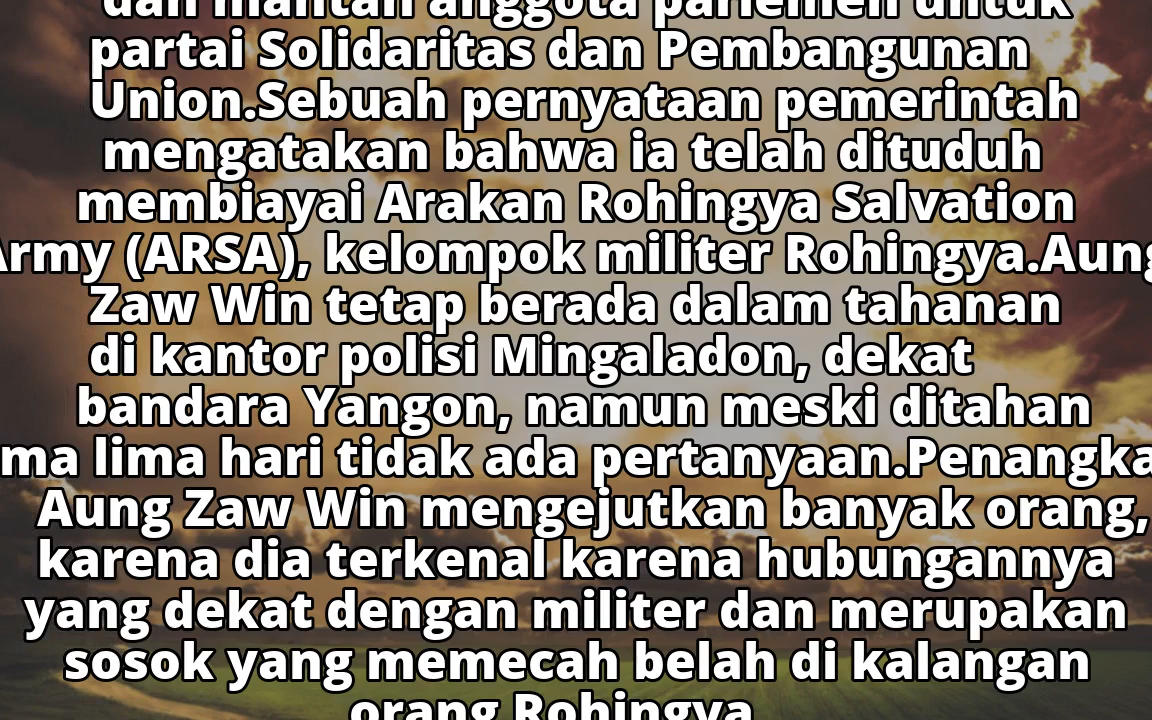 dan mantan anggota parlemen untuk
partai Solidaritas dan Pembangunan
Union.Sebuah pernyataan pemerintah
mengatakan bahwa ia telah dituduh
membiayai Arakan Rohingya Salvation
Army (ARSA), kelompok militer Rohingya.Aung
Zaw Win tetap berada dalam tahanan
di kantor polisi Mingaladon, dekat
bandara Yangon, namun meski ditahan
ma lima hari tidak ada pertanyaan.Penangka
Aung Zaw Win mengejutkan banyak orang,
karena dia terkenal karena hubungannya
yang dekat dengan militer dan merupakan
sosok yang memecah belah di kalangan
orang Rohingya